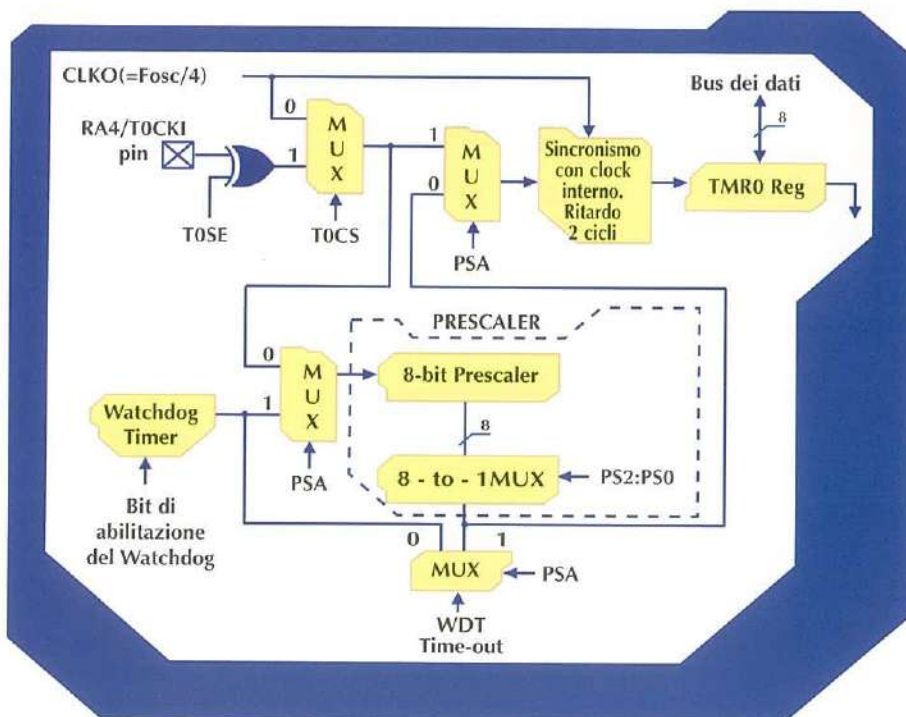 CLKO(=Fosc/4)
Bus dei dati
8
RA4/T0CKI
pin
0
1
M
U
X
T0SE
T0CS
1
0
M
U
X
PSA
Sincronismo
con clock
interno.
Ritardo
2 cicli
TMR0 Reg
PRESCALER
0
1
M
U
X
PSA
8-bit Prescaler
8
8 - to - 1MUX
PS2:PS0
Watchdog
Timer
Bit di
abilitazione
del Watchdog
0
1
MUX
PSA
WDT
Time-out